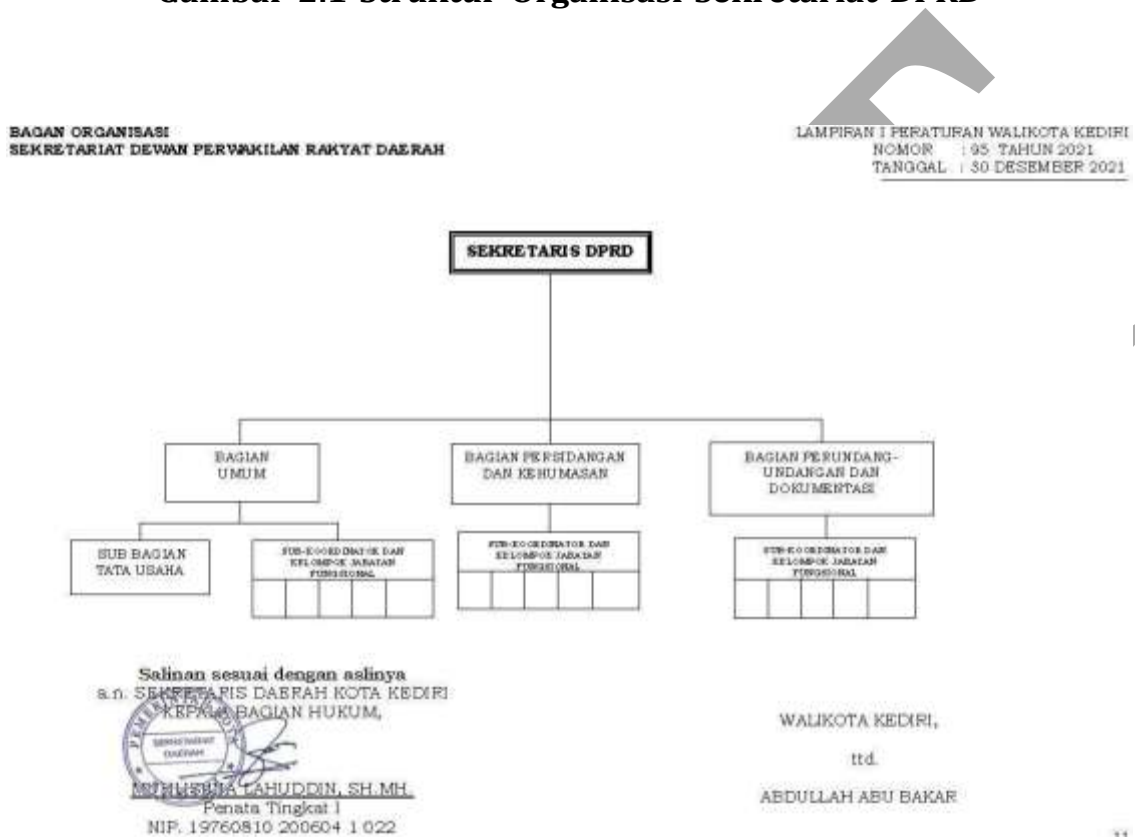 Gambar 2.1 Struktur Organisasi Sekretariat DPRD
BAGAN ORGANISASI
SEKRETARIAT DEWAN PERWAKILAN RAKYAT DAERAH
LAMPIRAN I PERATURAN WALIKOTA KEDIRI
NOMOR : 95 TAHUN 2021
TANGGAL : 30 DESEMBER 2021
SEKRETARIS DPRD
BAGIAN
UMUM
BAGIAN PERSIDANGAN
DAN KEHUMASAN
BAGIAN PERUNDANG-
UNDANGAN DAN
DOKUMENTASI
SUB BAGIAN
TATA USAHA
SUB-KOORDINATOR DAN
KELOMPOK JABATAN
FUNGSIONAL
SUB-KOORDINATOR DAN
KELOMPOK JABATAN
FUNGSIONAL
SUB-KOORDINATOR DAN
KELOMPOK JABATAN
FUNGSIONAL
Salinan sesuai dengan aslinya
a.n. SEKRETARIS DAERAH KOTA KEDIRI
KEPALA BAGIAN HUKUM,
SEKRETARIAT
DAERAH
LAHUDDIN, SH.MH.
Penata Tingkat I
NIP. 19760810 200604 1 022
WALIKOTA KEDIRI,
ttd.
ABDULLAH ABU BAKAR